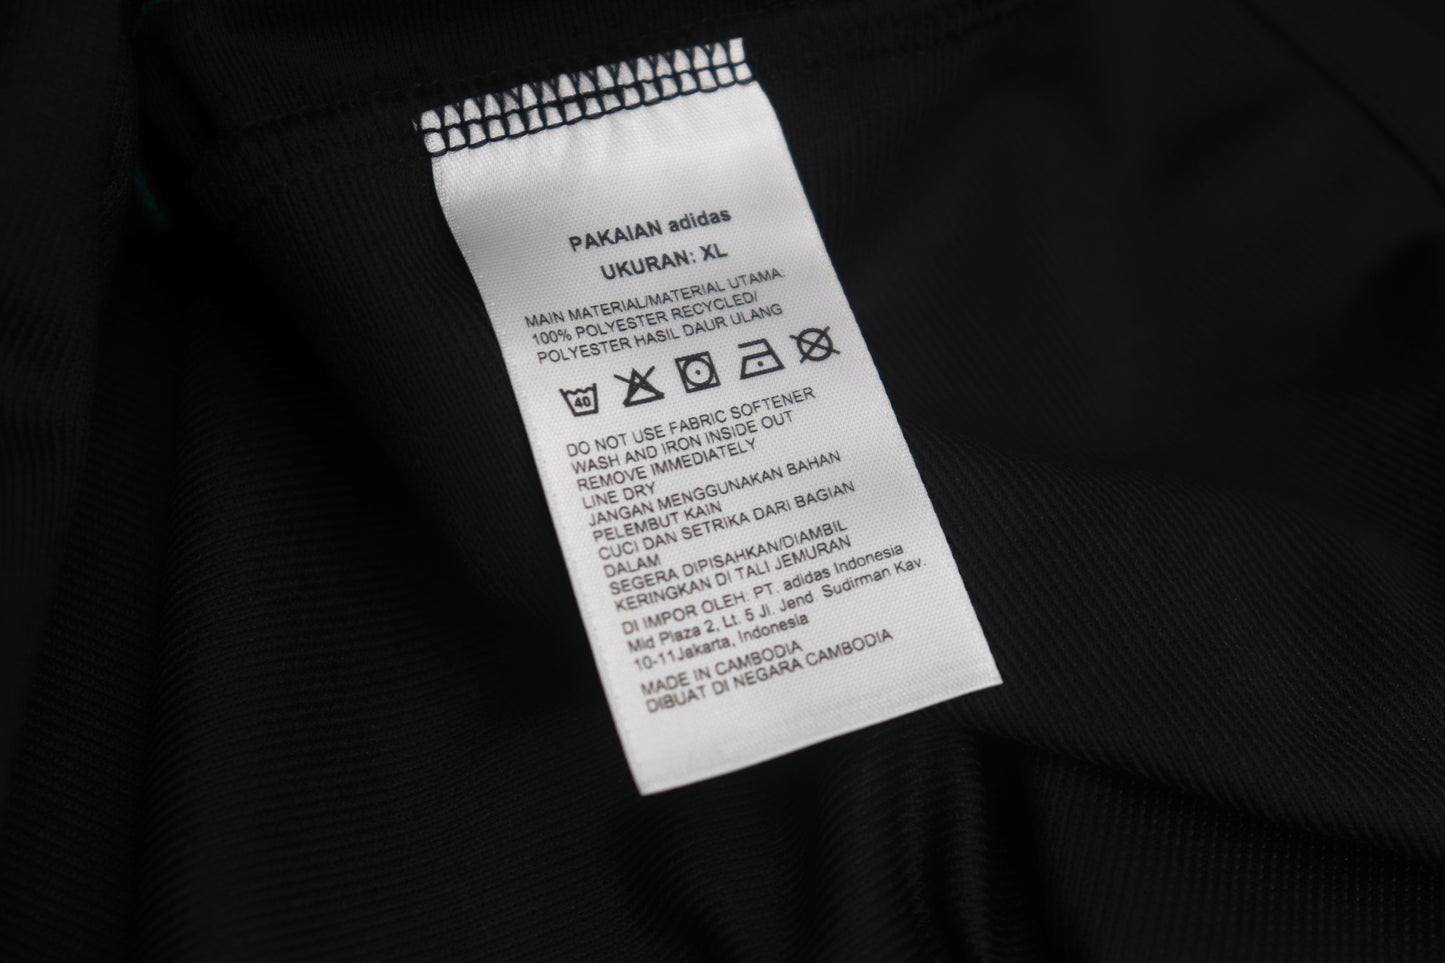 PAKAIAN adidas
UKURAN: XL
MAIN MATERIAL/MATERIAL UTAMA:
100% POLYESTER RECYCLED/
POLYESTER HASIL DAUR ULANG
40
DO NOT USE FABRIC SOFTENER
WASH AND IRON INSIDE OUT
REMOVE IMMEDIATELY
LINE DRY
JANGAN MENGGUNAKAN BAHAN
PELEMBUT KAIN
CUCI DAN SETRIKA DARI BAGIAN
DALAM
SEGERA DIPISAHKAN/DIAMBIL
KERINGKAN DI TALI JEMURAN
DI IMPOR OLEH: PT. adidas Indonesia
Mid Plaza 2, Lt. 5 Jl. Jend. Sudirman Kav.
10-11Jakarta, Indonesia
MADE IN CAMBODIA
DIBUAT DI NEGARA CAMBODIA